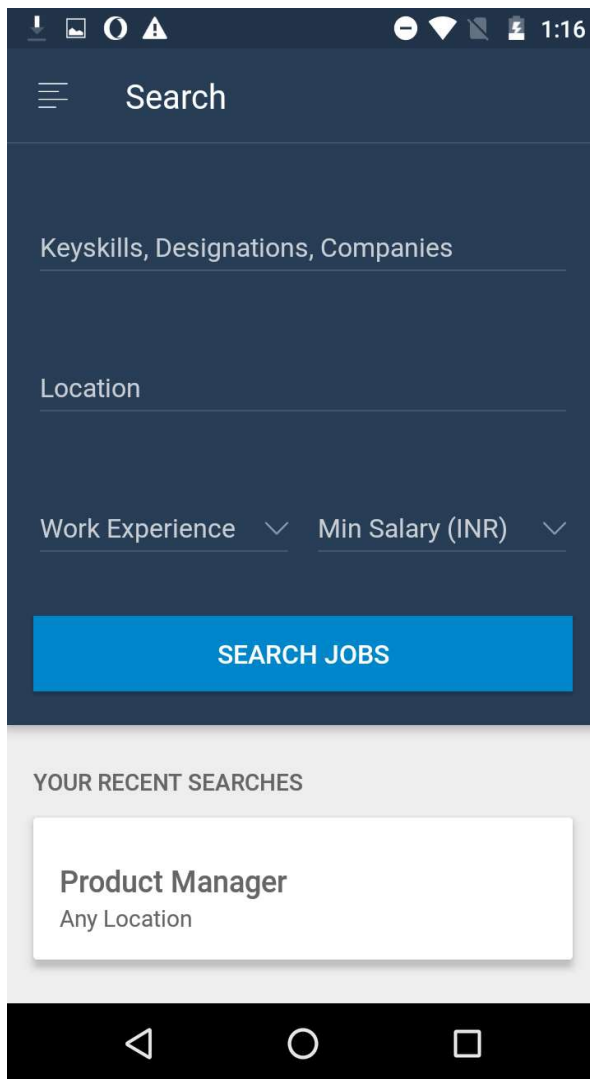 1:16
Search
Keyskills, Designations, Companies
Location
Work Experience Min Salary (INR)
SEARCH JOBS
YOUR RECENT SEARCHES
Product Manager
Any Location